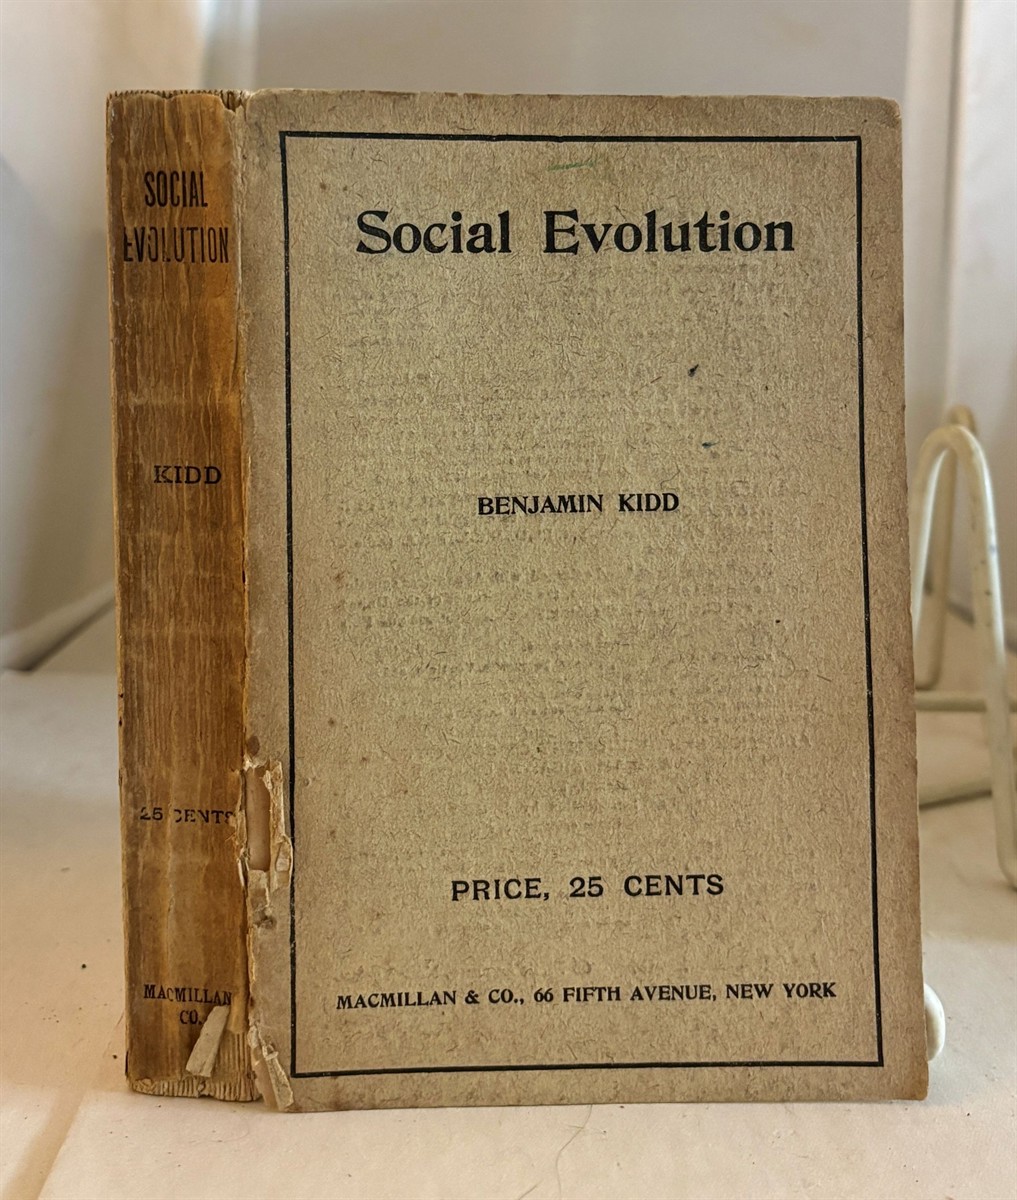 SOCIAL
EVOLUTION
KIDD
25 CENTS
MACMILLAN
CO.
Social Evolution
BENJAMIN KIDD
PRICE, 25 CENTS
MACMILLAN & CO., 66 FIFTH AVENUE, NEW YORK